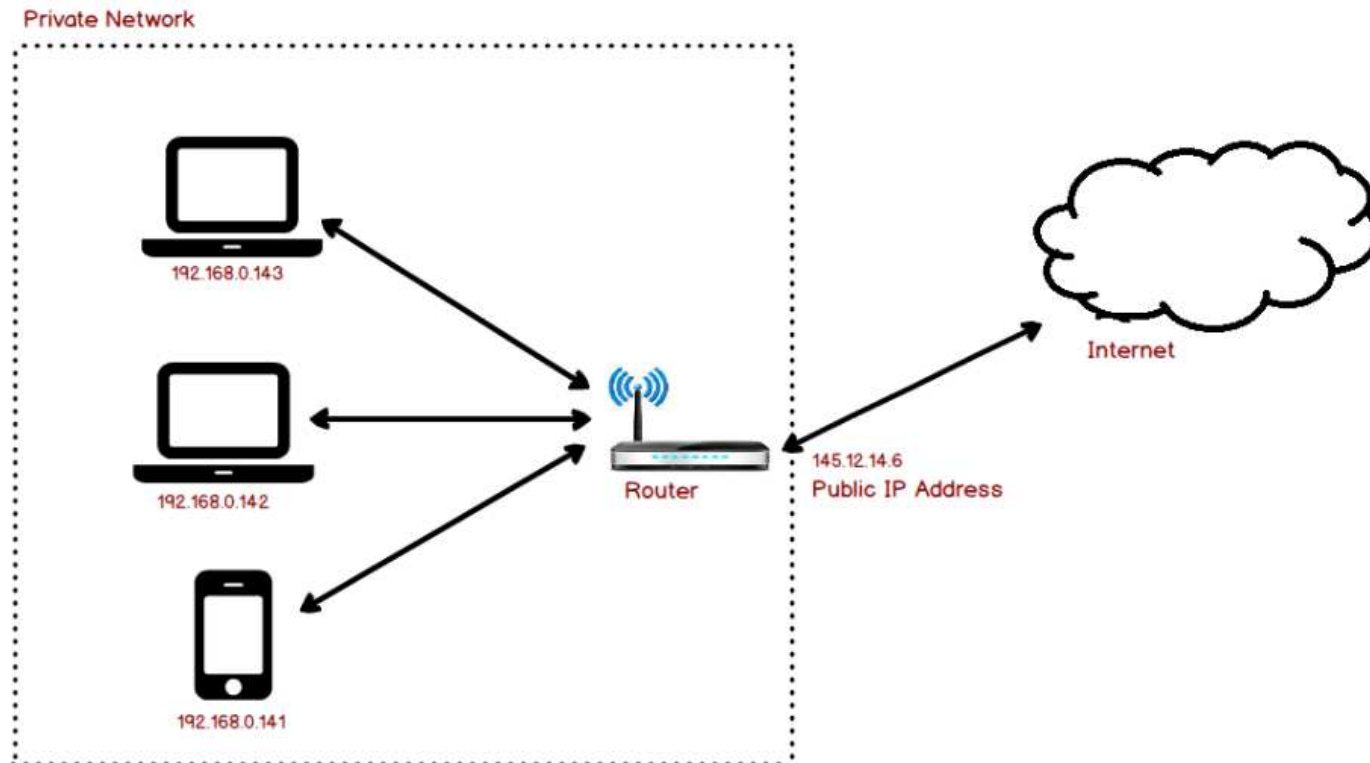 Private Network
192.168.0.143
192.168.0.142
192.168.0.141
Router
145.12.14.6
Public IP Address
Internet